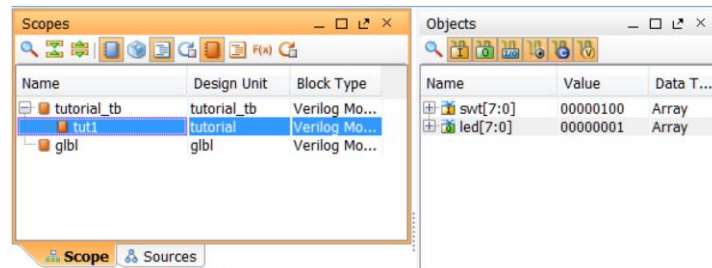 Scopes
F(x)
Name Design Unit Block Type
tutorial_tb tutorial_tb Verilog Mo...
tut1 tutorial Verilog Mo...
glbl glbl Verilog Mo...
Scope Sources
Objects
Name Value Data T...
swt[7:0] 00000100 Array
led[7:0] 00000001 Array